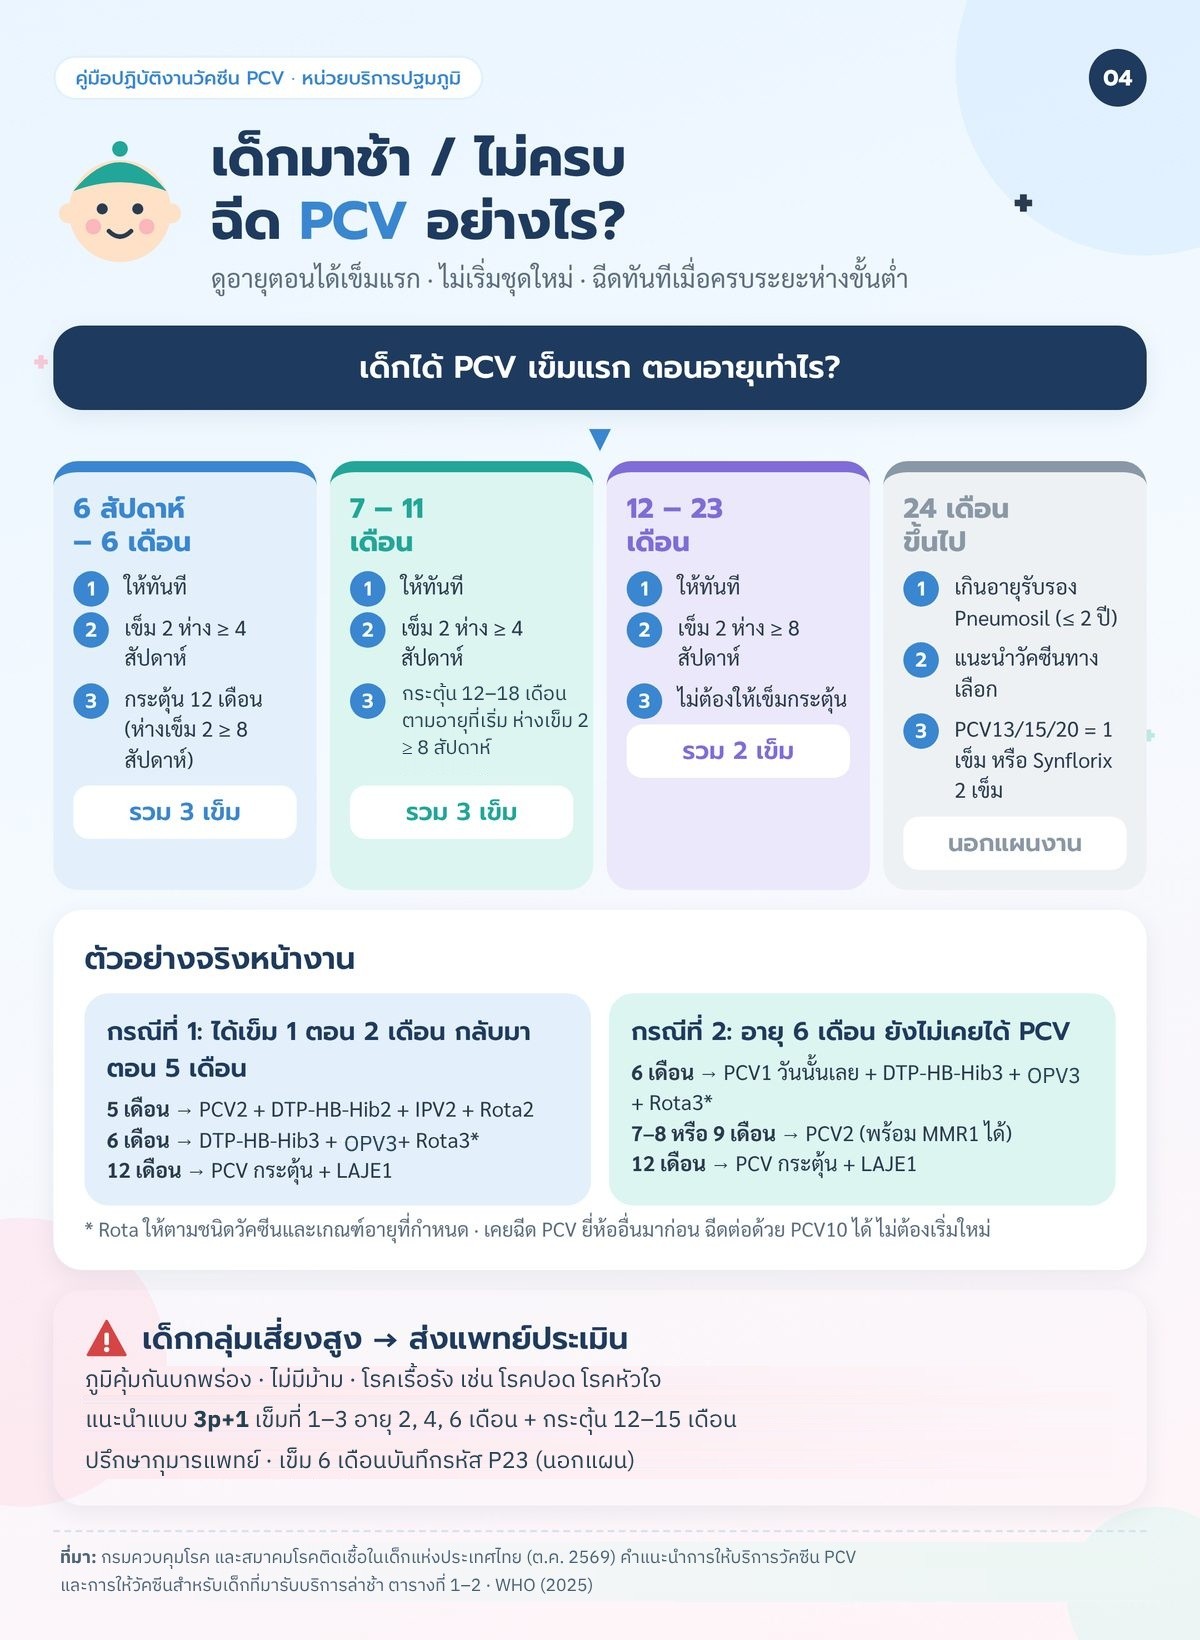 คู่มือปฏิบัติงานวัคซีน PCV · หน่วยบริการปฐมภูมิ
04
เด็กมาช้า / ไม่ครบ
ฉีด PCV อย่างไร?
ดูอายุตอนได้เข็มแรก · ไม่เริ่มชุดใหม่ · ฉีดทันทีเมื่อครบระยะห่างขั้นต่ำ
เด็กได้ PCV เข็มแรก ตอนอายุเท่าไร?
6 สัปดาห์
– 6 เดือน
1 ให้ทันที
2 เข็ม 2 ห่าง ≥ 4
สัปดาห์
3 กระตุ้น 12 เดือน
(ห่างเข็ม 2 ≥ 8
สัปดาห์)
รวม 3 เข็ม
7 – 11
เดือน
1 ให้ทันที
2 เข็ม 2 ห่าง ≥ 4
สัปดาห์
3 กระตุ้น 12–18 เดือน
ตามอายุที่เริ่ม ห่างเข็ม 2
≥ 8 สัปดาห์
รวม 3 เข็ม
12 – 23
เดือน
1 ให้ทันที
2 เข็ม 2 ห่าง ≥ 8
สัปดาห์
3 ไม่ต้องให้เข็มกระตุ้น
รวม 2 เข็ม
24 เดือน
ขึ้นไป
1 เกินอายุรับรอง
Pneumosil (≤ 2 ปี)
2 แนะนำวัคซีนทาง
เลือก
3 PCV13/15/20 = 1
เข็ม หรือ Synflorix
2 เข็ม
นอกแผนงาน
ตัวอย่างจริงหน้างาน
กรณีที่ 1: ได้เข็ม 1 ตอน 2 เดือน กลับมา
ตอน 5 เดือน
5 เดือน → PCV2 + DTP-HB-Hib2 + IPV2 + Rota2
6 เดือน → DTP-HB-Hib3 + OPV3+ Rota3*
12 เดือน → PCV กระตุ้น + LAJE1
กรณีที่ 2: อายุ 6 เดือน ยังไม่เคยได้ PCV
6 เดือน → PCV1 วันนั้นเลย + DTP-HB-Hib3 + OPV3
+ Rota3*
7–8 หรือ 9 เดือน → PCV2 (พร้อม MMR1 ได้)
12 เดือน → PCV กระตุ้น + LAJE1
* Rota ให้ตามชนิดวัคซีนและเกณฑ์อายุที่กำหนด · เคยฉีด PCV ยี่ห้ออื่นมาก่อน ฉีดต่อด้วย PCV10 ได้ ไม่ต้องเริ่มใหม่
เด็กกลุ่มเสี่ยงสูง → ส่งแพทย์ประเมิน
ภูมิคุ้มกันบกพร่อง · ไม่มีม้าม · โรคเรื้อรัง เช่น โรคปอด โรคหัวใจ
แนะนำแบบ 3p+1 เข็มที่ 1–3 อายุ 2, 4, 6 เดือน + กระตุ้น 12–15 เดือน
ปรึกษากุมารแพทย์ · เข็ม 6 เดือนบันทึกรหัส P23 (นอกแผน)
ที่มา: กรมควบคุมโรค และสมาคมโรคติดเชื้อในเด็กแห่งประเทศไทย (ต.ค. 2569) คำแนะนำการให้บริการวัคซีน PCV
และการให้วัคซีนสำหรับเด็กที่มารับบริการล่าช้า ตารางที่ 1–2 · WHO (2025)